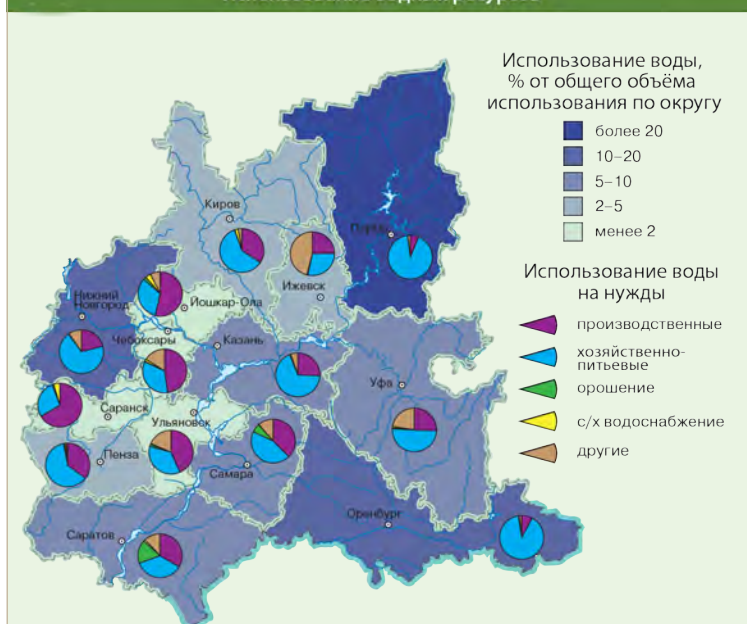 Использование воды,
% от общего объёма
использования по округу
более 20
10–20
5–10
2–5
менее 2
Использование воды
на нужды
производственные
хозяйственно-
питьевые
орошение
с/х водоснабжение
другие
Киров
Пермь
Ижевск
Нижний
Новгород
Йошкар-Ола
Чебоксары
Казань
Уфа
Саранск
Ульяновск
Пенза
Самара
Оренбург
Саратов